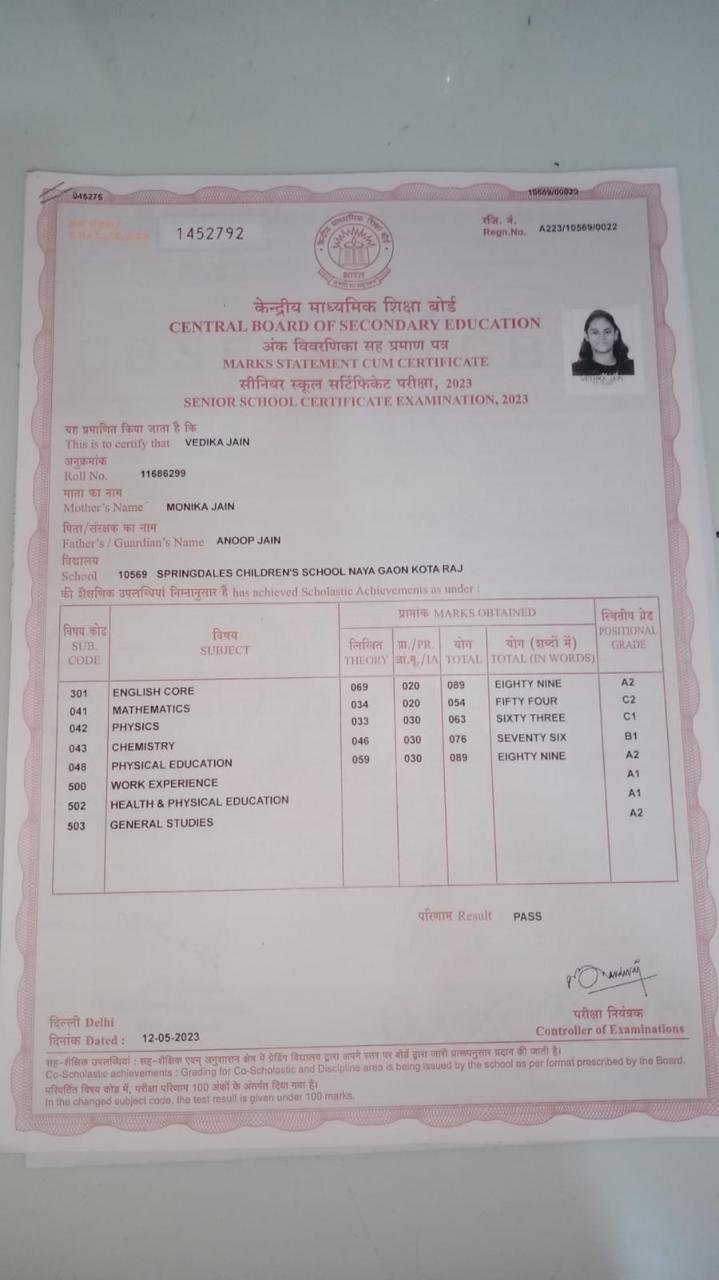 045275
10569/00022
1452792
रजि. नं.
Regn.No. A223/10569/0022
भारत
केन्द्रीय माध्यमिक शिक्षा बोर्ड
CENTRAL BOARD OF SECONDARY EDUCATION
अंक विवरणिका सह प्रमाण पत्र
MARKS STATEMENT CUM CERTIFICATE
सीनियर स्कूल सर्टिफिकेट परीक्षा, 2023
SENIOR SCHOOL CERTIFICATE EXAMINATION, 2023
VEDIKA JAIN
यह प्रमाणित किया जाता है कि
This is to certify that VEDIKA JAIN
अनुक्रमांक
Roll No. 11686299
माता का नाम
Mother's Name MONIKA JAIN
पिता/संरक्षक का नाम
Father's / Guardian's Name ANOOP JAIN
विद्यालय
School 10569 SPRINGDALES CHILDREN'S SCHOOL NAYA GAON KOTA RAJ
की शैक्षणिक उपलब्धियां निम्नानुसार हैं has achieved Scholastic Achievements as under :
विषय कोड
SUB.
CODE
विषय
SUBJECT
प्राप्तांक MARKS OBTAINED
स्थितीय ग्रेड
POSITIONAL
GRADE
लिखित प्रा./PR. योग योग (शब्दों में)
THEORY आं.मू./IA TOTAL TOTAL (IN WORDS)
301 ENGLISH CORE 069 020 089 EIGHTY NINE A2
041 MATHEMATICS 034 020 054 FIFTY FOUR C2
042 PHYSICS 033 030 063 SIXTY THREE C1
043 CHEMISTRY 046 030 076 SEVENTY SIX B1
048 PHYSICAL EDUCATION 059 030 089 EIGHTY NINE A2
500 WORK EXPERIENCE A1
502 HEALTH & PHYSICAL EDUCATION A1
503 GENERAL STUDIES A2
परिणाम Result PASS
दिल्ली Delhi
दिनांक Dated : 12-05-2023
परीक्षा नियंत्रक
Controller of Examinations
सह-शैक्षिक उपलब्धियां : सह-शैक्षिक एवम् अनुशासन क्षेत्र में ग्रेडिंग विद्यालय द्वारा अपने स्तर पर बोर्ड द्वारा जारी प्रारूपनुसार प्रदान की जाती है।
Co-Scholastic achievements : Grading for Co-Scholastic and Discipline area is being issued by the school as per format prescribed by the Board.
परिवर्तित विषय कोड में, परीक्षा परिणाम 100 अंकों के अंतर्गत दिया गया है।
In the changed subject code, the test result is given under 100 marks.